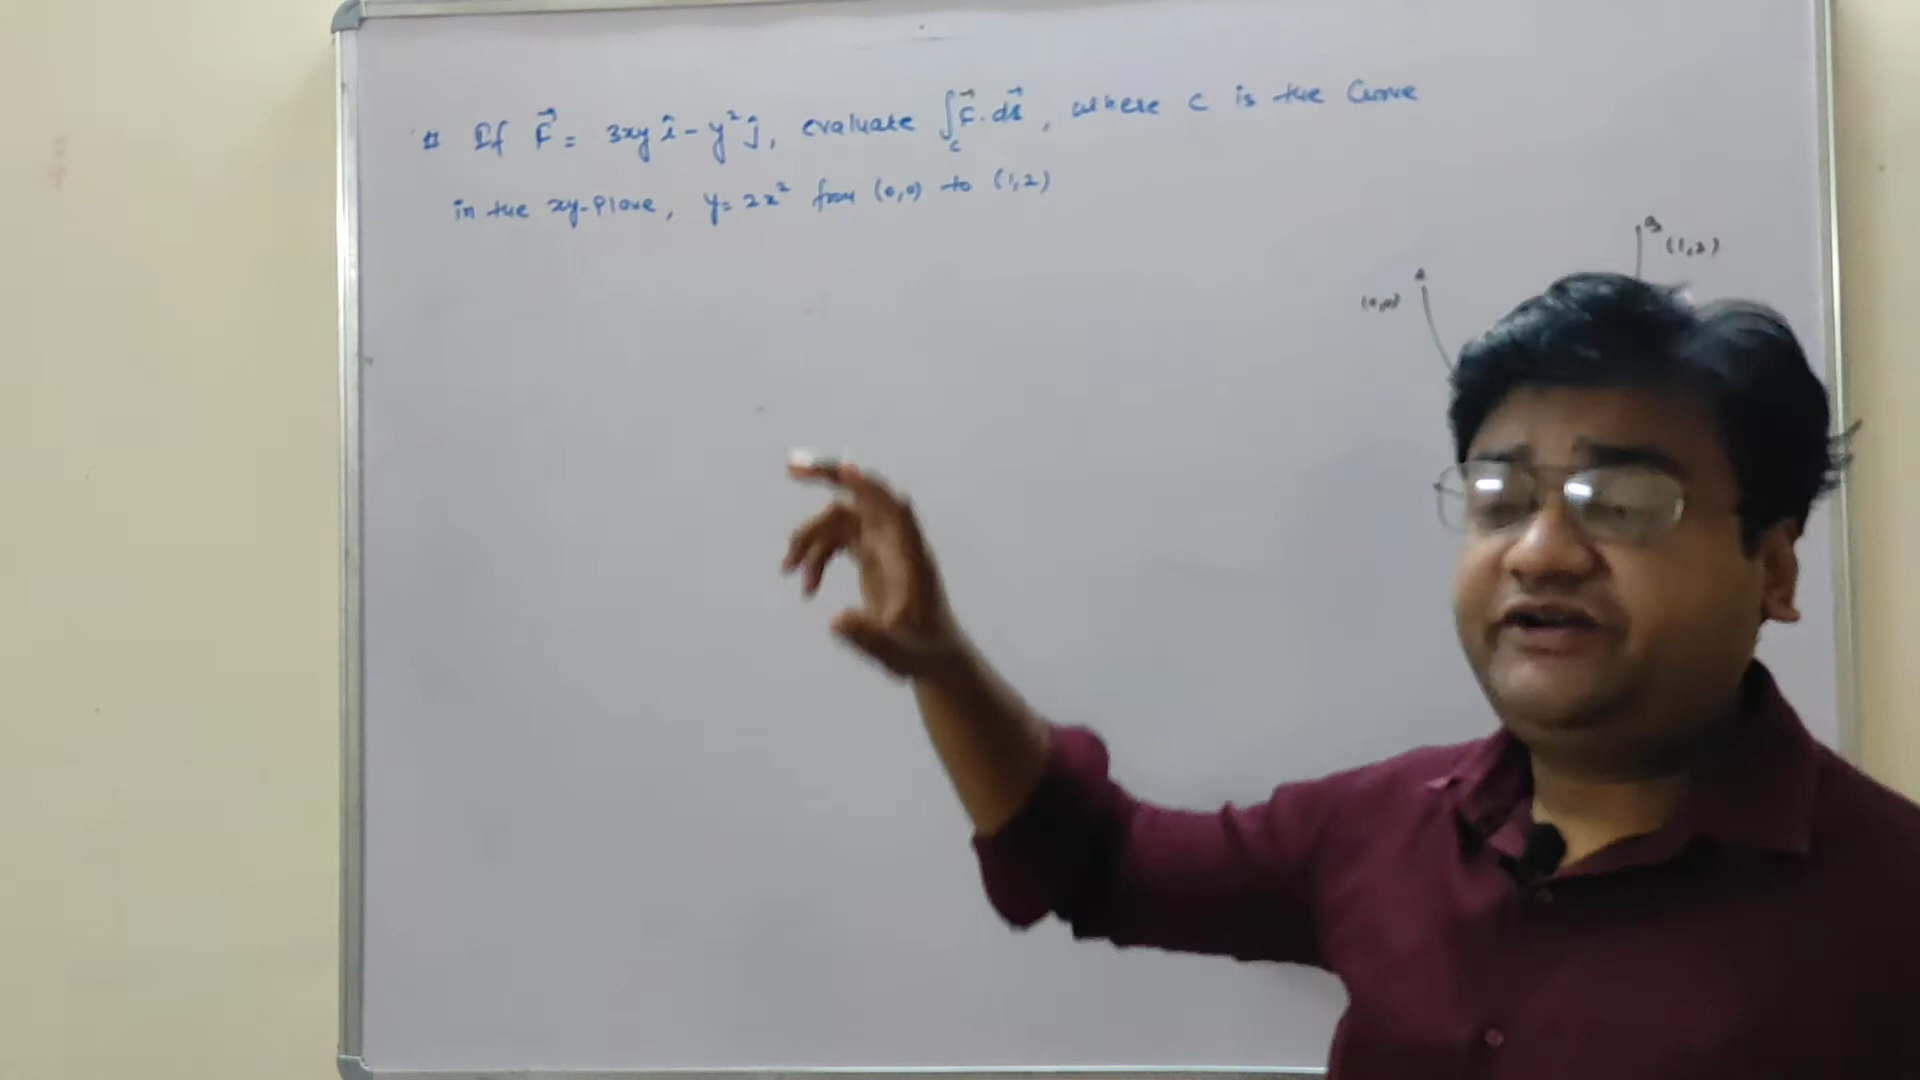 # If F⃗ = 3xy î - y² ĵ, evaluate ∫_C F⃗ . dr⃗, where C is the Curve
in the xy-Plane, y = 2x² from (0,0) to (1,2)
B (1,2)
A
(0,0)